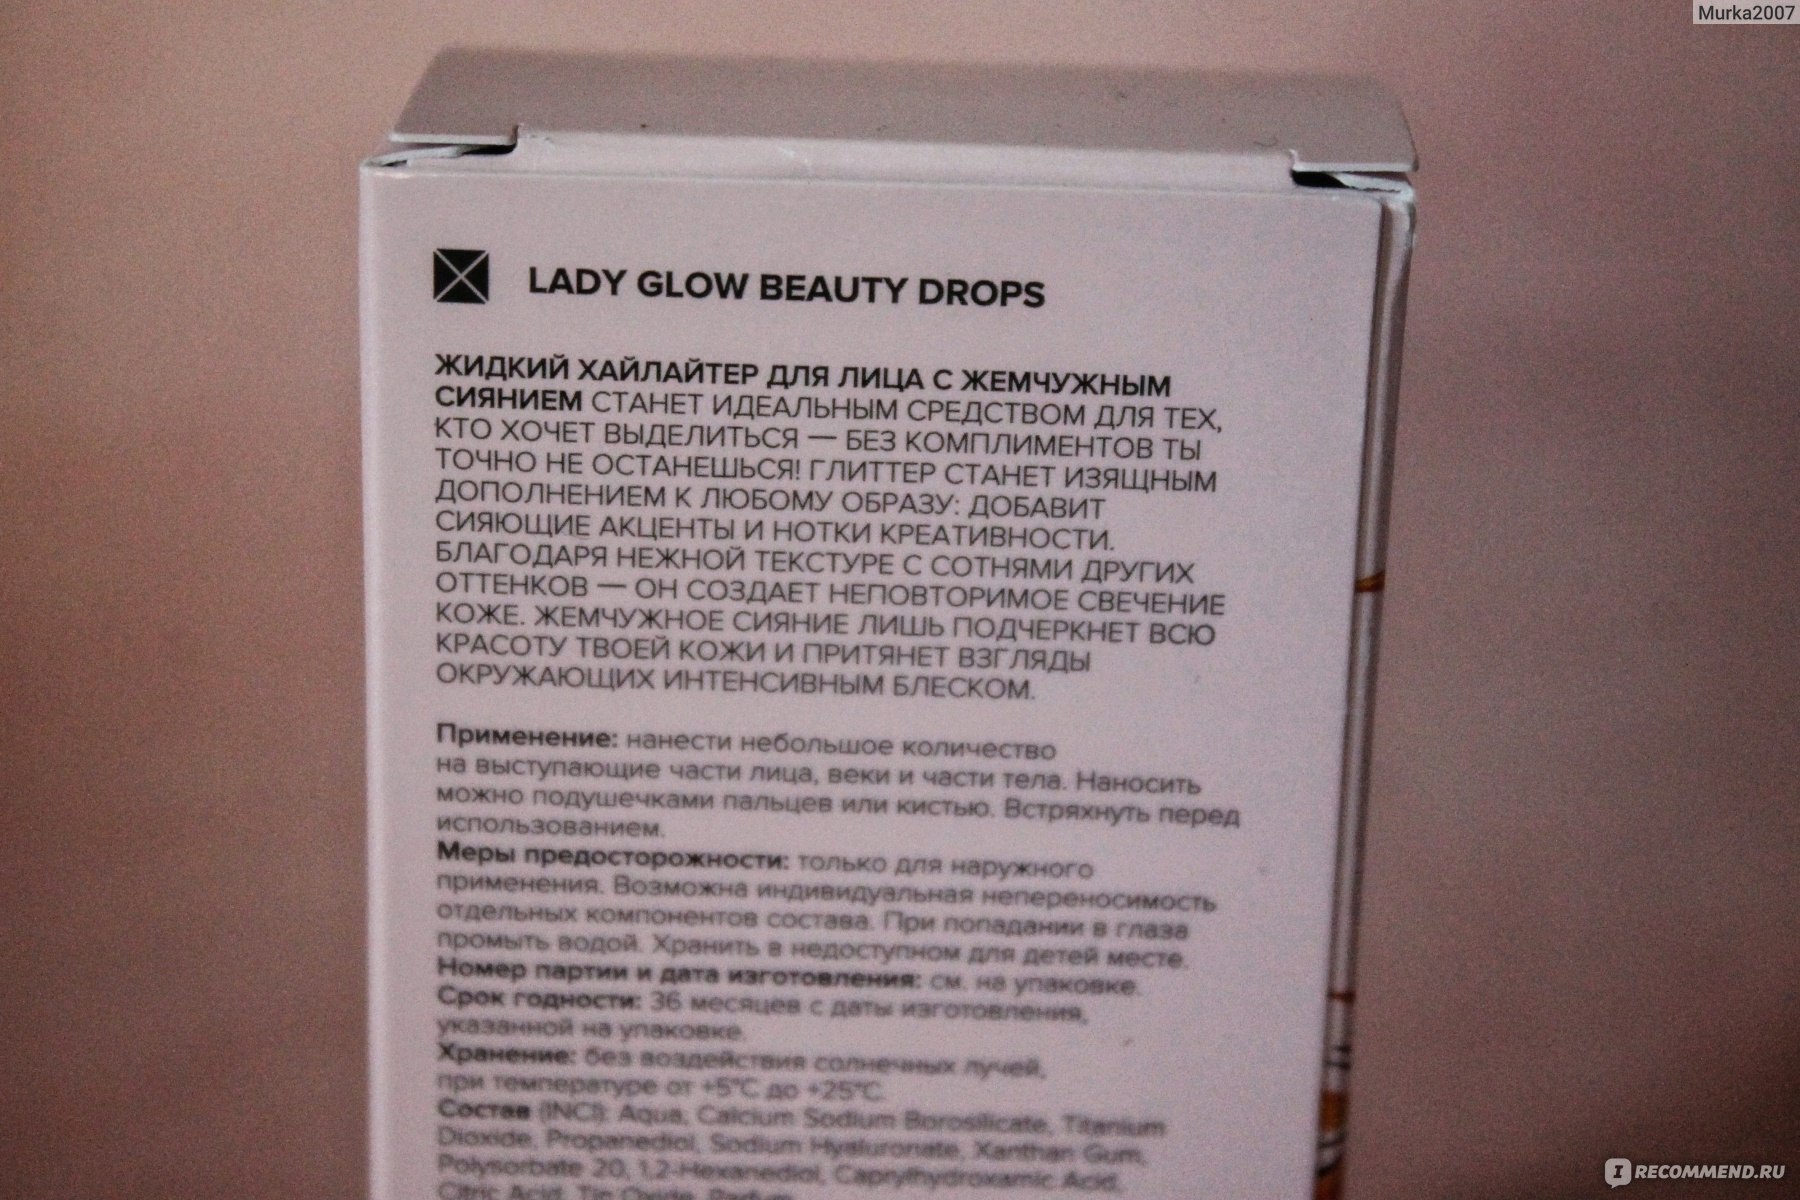 Murka2007
LADY GLOW BEAUTY DROPS
ЖИДКИЙ ХАЙЛАЙТЕР ДЛЯ ЛИЦА С ЖЕМЧУЖНЫМ
СИЯНИЕМ СТАНЕТ ИДЕАЛЬНЫМ СРЕДСТВОМ ДЛЯ ТЕХ,
КТО ХОЧЕТ ВЫДЕЛИТЬСЯ — БЕЗ КОМПЛИМЕНТОВ ТЫ
ТОЧНО НЕ ОСТАНЕШЬСЯ! ГЛИТТЕР СТАНЕТ ИЗЯЩНЫМ
ДОПОЛНЕНИЕМ К ЛЮБОМУ ОБРАЗУ: ДОБАВИТ
СИЯЮЩИЕ АКЦЕНТЫ И НОТКИ КРЕАТИВНОСТИ.
БЛАГОДАРЯ НЕЖНОЙ ТЕКСТУРЕ С СОТНЯМИ ДРУГИХ
ОТТЕНКОВ — ОН СОЗДАЕТ НЕПОВТОРИМОЕ СВЕЧЕНИЕ
КОЖЕ. ЖЕМЧУЖНОЕ СИЯНИЕ ЛИШЬ ПОДЧЕРКНЕТ ВСЮ
КРАСОТУ ТВОЕЙ КОЖИ И ПРИТЯНЕТ ВЗГЛЯДЫ
ОКРУЖАЮЩИХ ИНТЕНСИВНЫМ БЛЕСКОМ.
Применение: нанести небольшое количество
на выступающие части лица, веки и части тела. Наносить
можно подушечками пальцев или кистью. Встряхнуть перед
использованием.
Меры предосторожности: только для наружного
применения. Возможна индивидуальная непереносимость
отдельных компонентов состава. При попадании в глаза
промыть водой. Хранить в недоступном для детей месте.
Номер партии и дата изготовления: см. на упаковке.
Срок годности: 36 месяцев с даты изготовления,
указанной на упаковке.
Хранение: без воздействия солнечных лучей,
при температуре от +5°C до +25°C.
Состав (INCI): Aqua, Calcium Sodium Borosilicate, Titanium
Dioxide, Propanediol, Sodium Hyaluronate, Xanthan Gum,
Polysorbate 20, 1,2-Hexanediol, Caprylhydroxamic Acid,
Citric Acid, Tin Oxide, Parfum
IRECOMMEND.RU